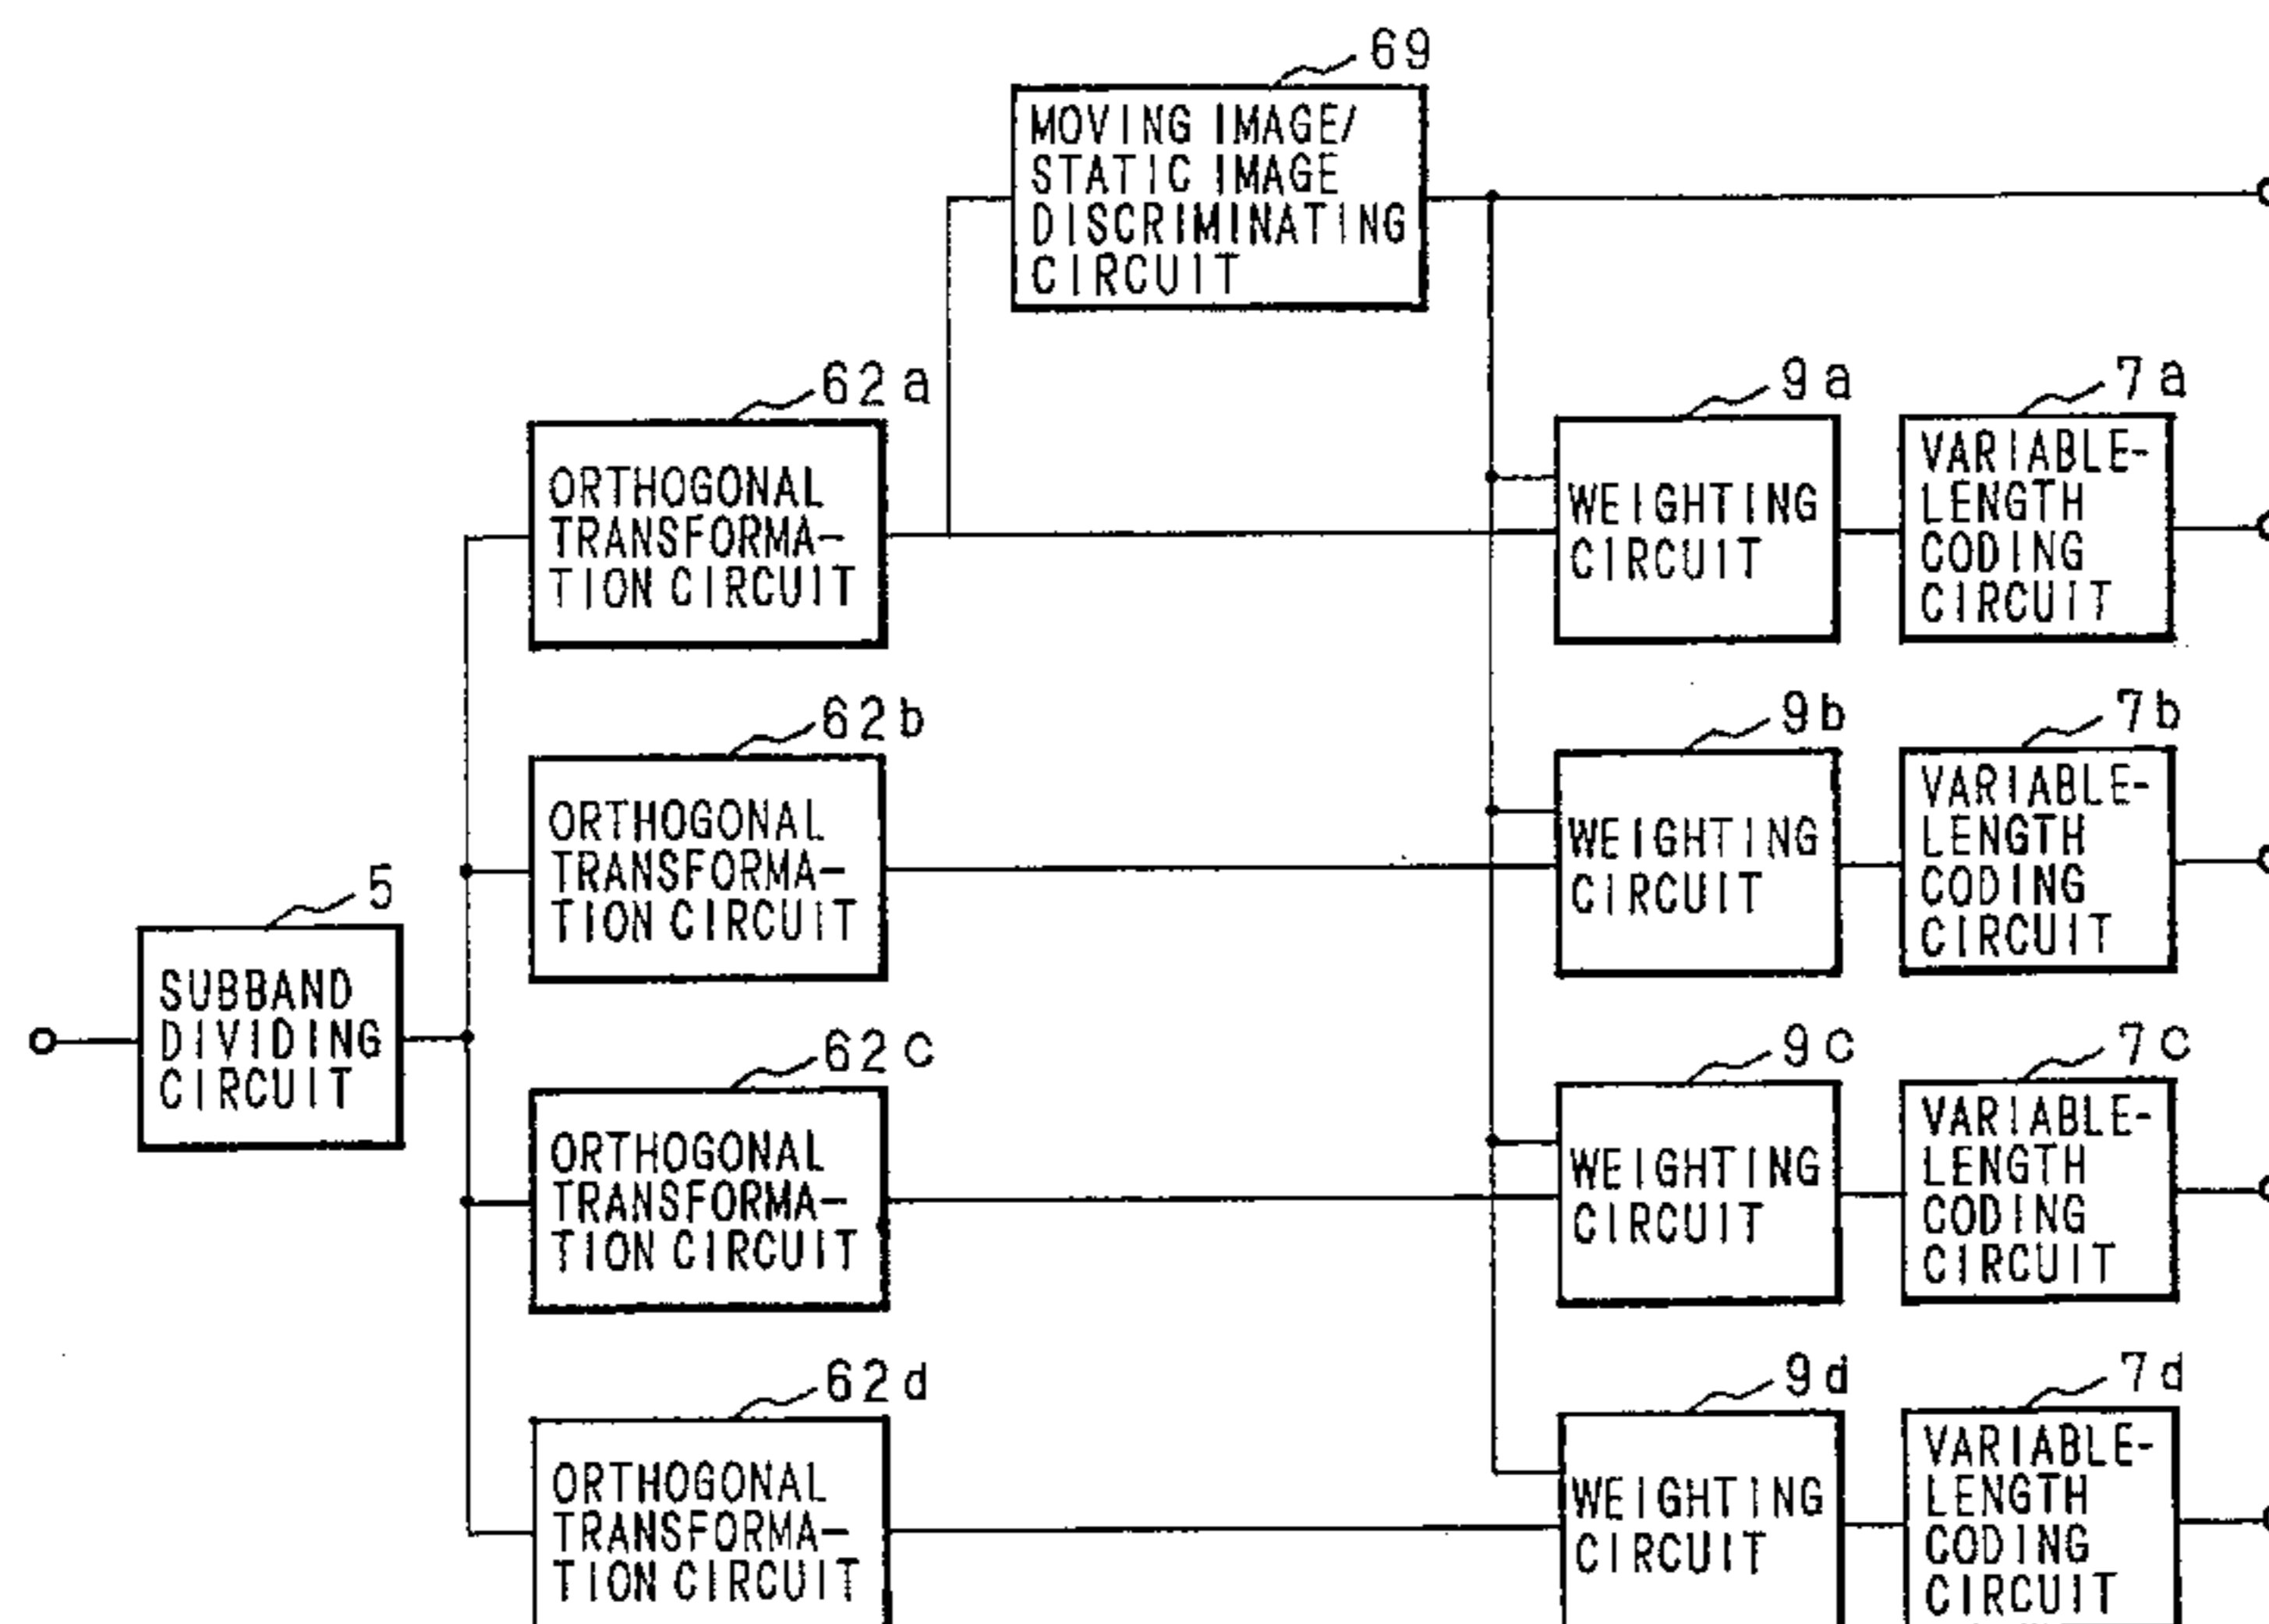 69
MOVING IMAGE/
STATIC IMAGE
DISCRIMINATING
CIRCUIT
62a
ORTHOGONAL
TRANSFORMA-
TION CIRCUIT
9a
WEIGHTING
CIRCUIT
7a
VARIABLE-
LENGTH
CODING
CIRCUIT
62b
ORTHOGONAL
TRANSFORMA-
TION CIRCUIT
9b
WEIGHTING
CIRCUIT
7b
VARIABLE-
LENGTH
CODING
CIRCUIT
5
SUBBAND
DIVIDING
CIRCUIT
62c
ORTHOGONAL
TRANSFORMA-
TION CIRCUIT
9c
WEIGHTING
CIRCUIT
7c
VARIABLE-
LENGTH
CODING
CIRCUIT
62d
ORTHOGONAL
TRANSFORMA-
TION CIRCUIT
9d
WEIGHTING
CIRCUIT
7d
VARIABLE-
LENGTH
CODING
CIRCUIT